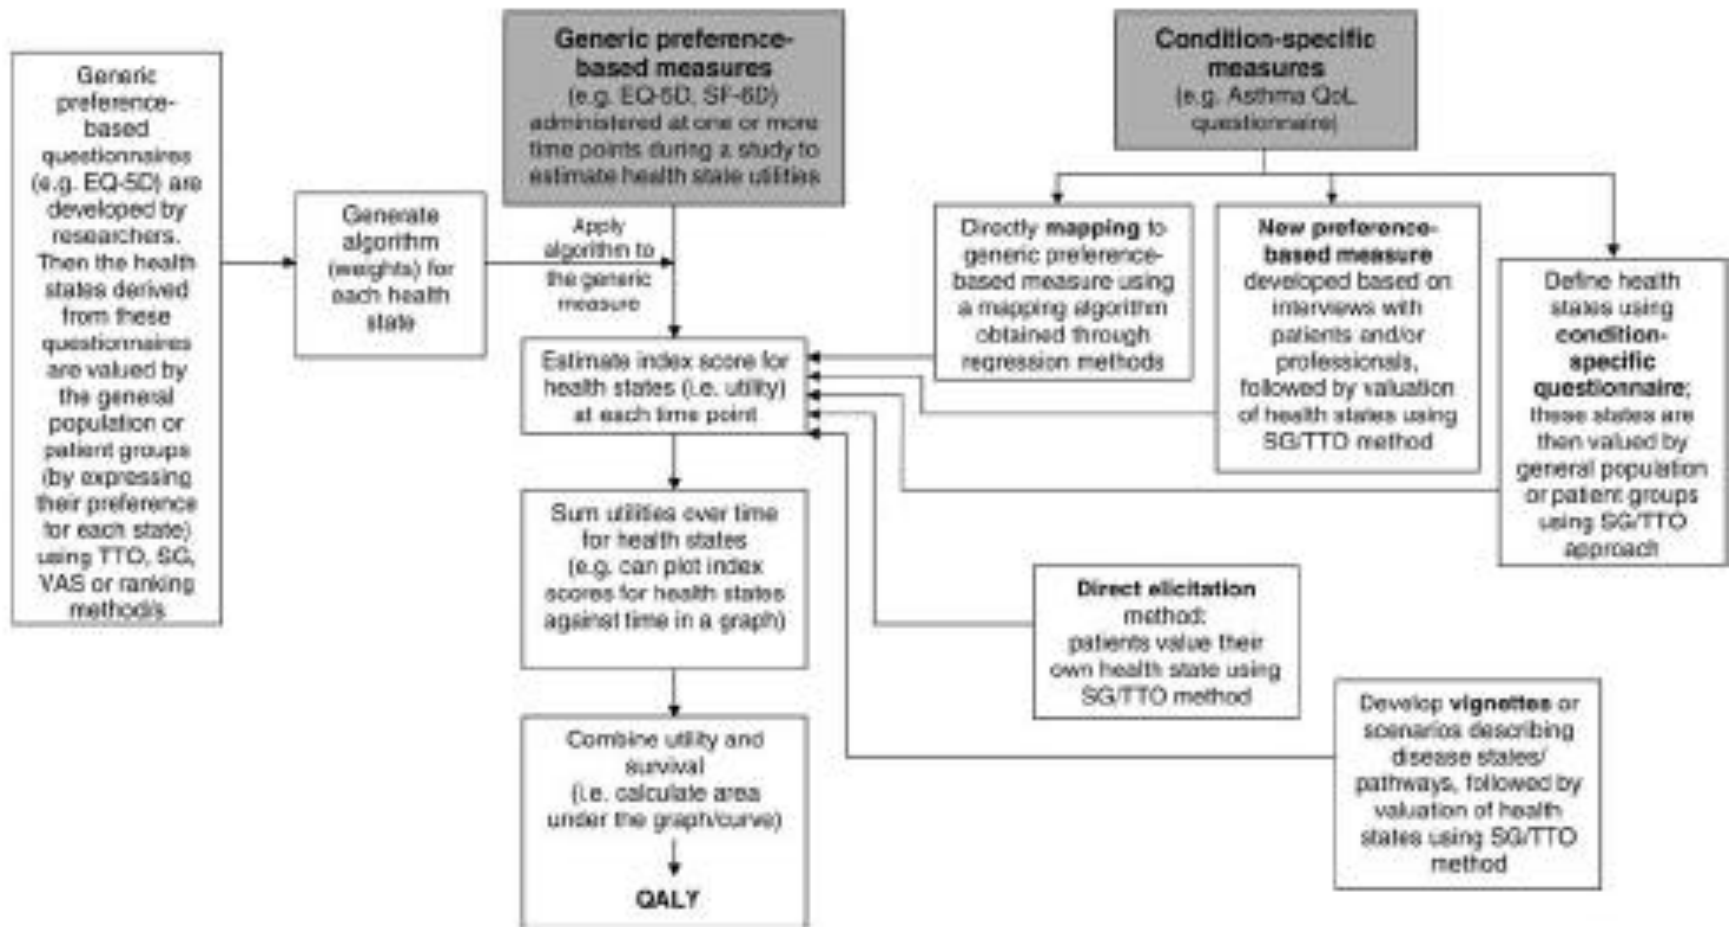 Generic
preference-
based
questionnaires
(e.g. EQ-5D) are
developed by
researchers.
Then the health
states derived
from these
questionnaires
are valued by
the general
population or
patient groups
(by expressing
their preference
for each state)
using TTO, SG,
VAS or ranking
method/s
Generate
algorithm
(weights) for
each health
state
Generic preference-
based measures
(e.g. EQ-5D, SF-6D)
administered at one or more
time points during a study to
estimate health state utilities
Apply
algorithm to
the generic
measure
Estimate index score for
health states (i.e. utility)
at each time point
Sum utilities over time
for health states
(e.g. can plot index
scores for health states
against time in a graph)
Combine utility and
survival
(i.e. calculate area
under the graph/curve)
QALY
Condition-specific
measures
(e.g. Asthma QoL
questionnaire)
Directly mapping to
generic preference-
based measure using
a mapping algorithm
obtained through
regression methods
New preference-
based measure
developed based on
interviews with
patients and/or
professionals,
followed by valuation
of health states using
SG/TTO method
Define health
states using
condition-
specific
questionnaire;
these states are
then valued by
general population
or patient groups
using SG/TTO
approach
Direct elicitation
method:
patients value their
own health state using
SG/TTO method
Develop vignettes or
scenarios describing
disease states/
pathways, followed by
valuation of health
states using SG/TTO
method